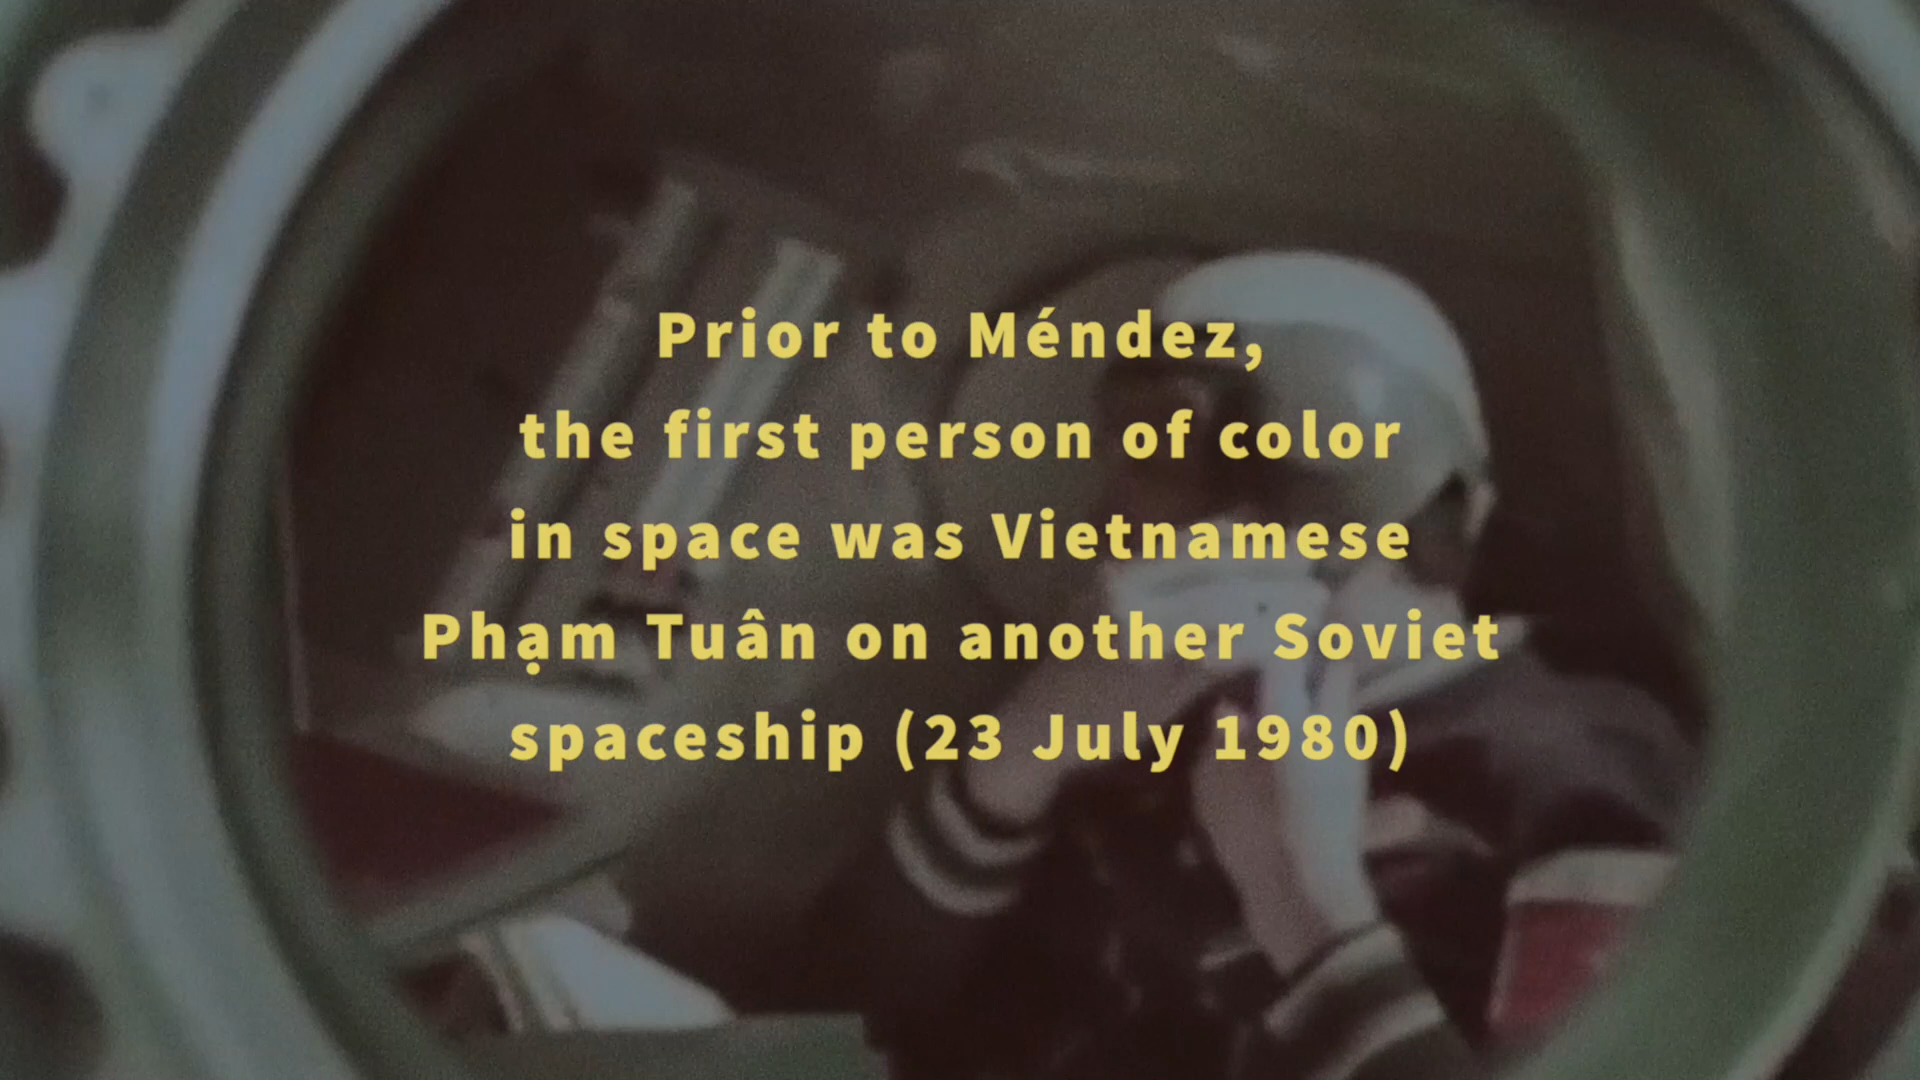 Prior to Méndez,
the first person of color
in space was Vietnamese
Phạm Tuân on another Soviet
spaceship (23 July 1980)